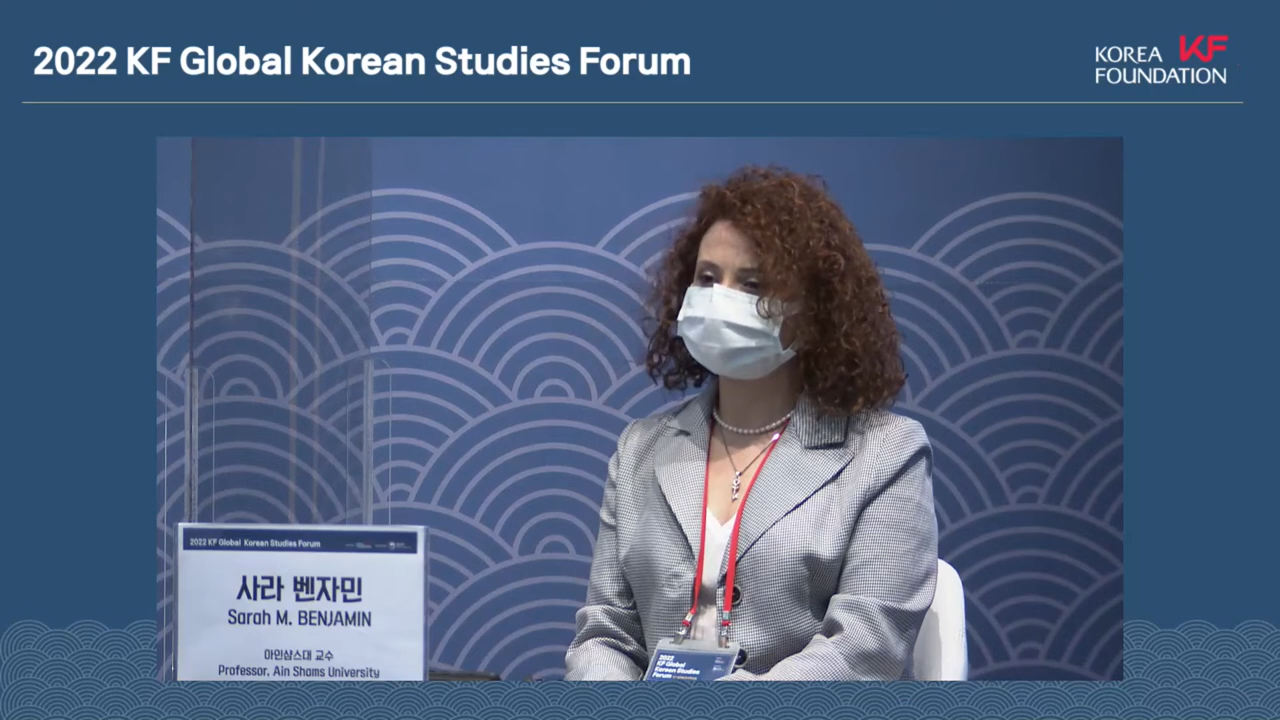 2022 KF Global Korean Studies Forum
KOREA KF
FOUNDATION
2022 KF Global Korean Studies Forum
사라 벤자민
Sarah M. BENJAMIN
아인샴스대 교수
Professor, Ain Shams University
2022
KF Global
Korean Studies
Forum